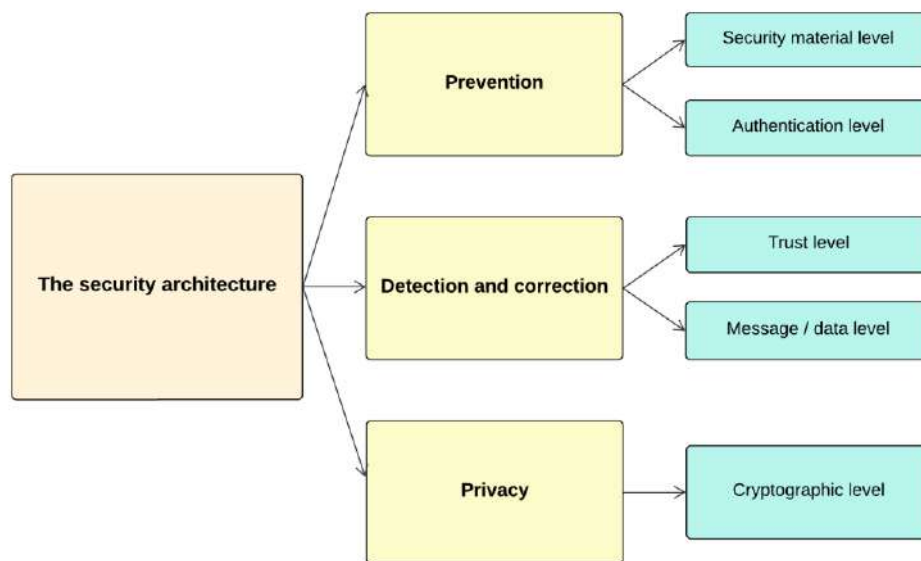 Security material level
Prevention
Authentication level
The security architecture
Trust level
Detection and correction
Message / data level
Privacy
Cryptographic level